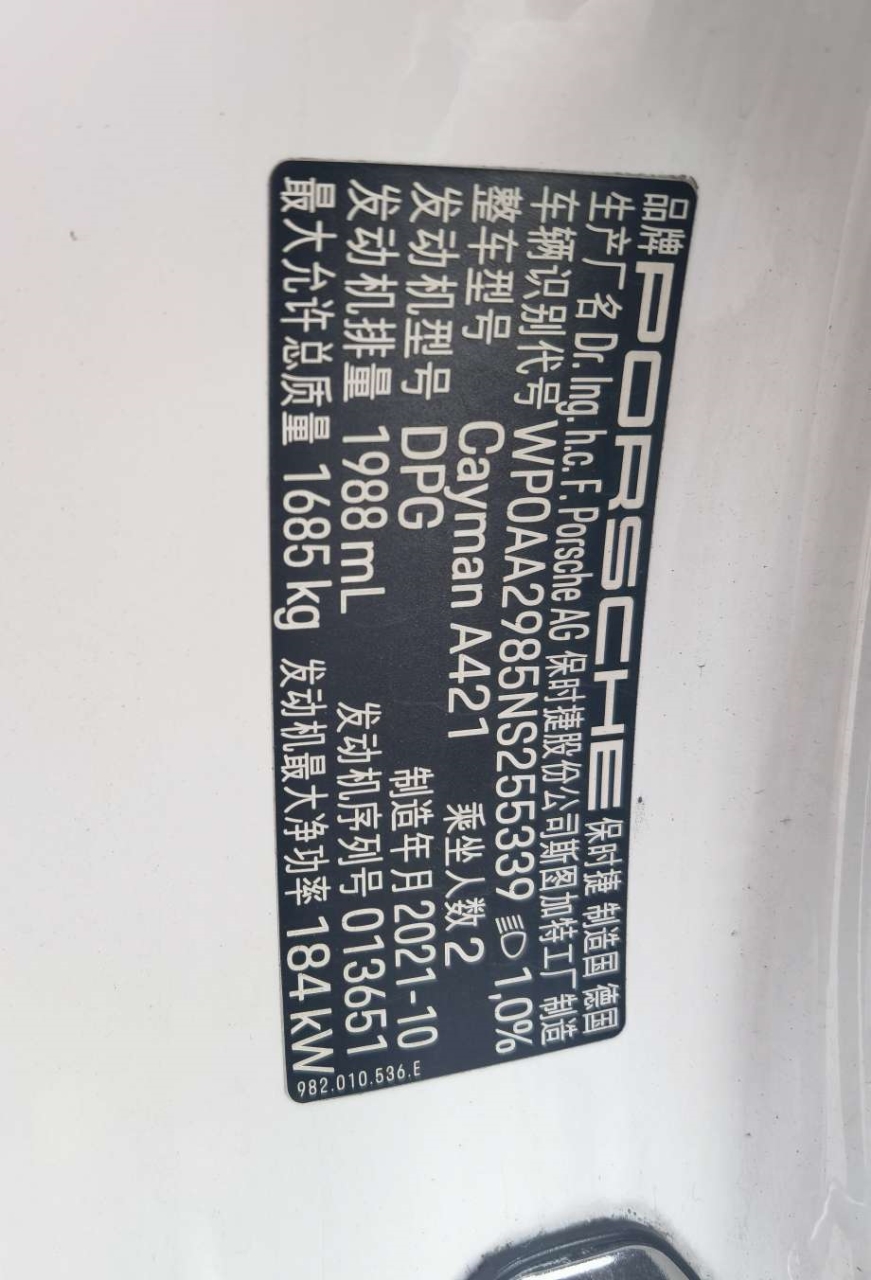 品牌 PORSCHE 保时捷 制造国 德国
生产厂名 Dr. Ing. h.c. F. Porsche AG 保时捷股份公司斯图加特工厂制造
车辆识别代号 WP0AA2985NS255339 1,0%
整车型号 Cayman A421 乘坐人数 2
发动机型号 DPG 制造年月 2021-10
发动机排量 1988 mL 发动机序列号 013651
最大允许总质量 1685 kg 发动机最大净功率 184 kW
982.010.536.E